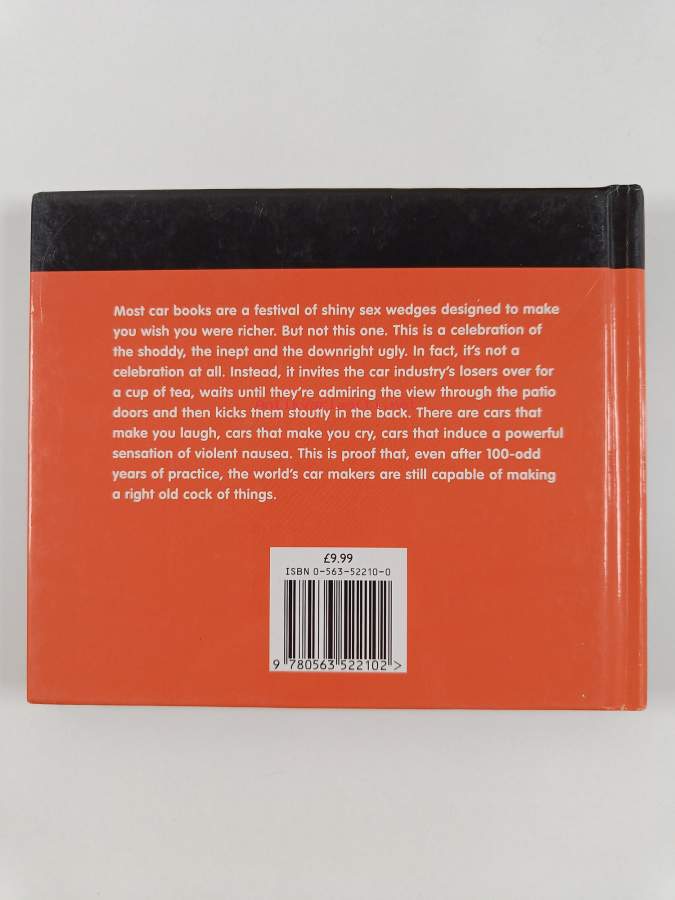 Most car books are a festival of shiny sex wedges designed to make
you wish you were richer. But not this one. This is a celebration of
the shoddy, the inept and the downright ugly. In fact, it's not a
celebration at all. Instead, it invites the car industry's losers over for
a cup of tea, waits until they're admiring the view through the patio
doors and then kicks them stoutly in the back. There are cars that
make you laugh, cars that make you cry, cars that induce a powerful
sensation of violent nausea. This is proof that, even after 100-odd
years of practice, the world's car makers are still capable of making
a right old cock of things.
£9.99
ISBN 0-563-52210-0
9 780563 522102 >